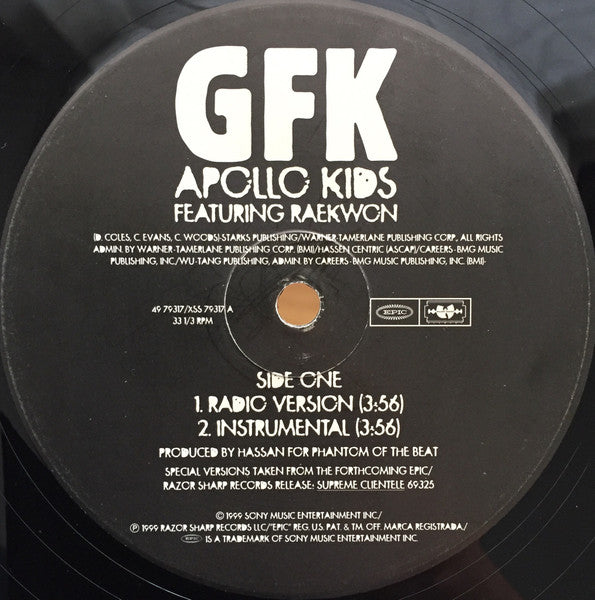 GFK
APOLLO KIDS
FEATURING RAEKWON
(D. COLES, C. EVANS, C. WOODS)-STARKS PUBLISHING/WARNER-TAMERLANE PUBLISHING CORP., ALL RIGHTS
ADMIN. BY WARNER-TAMERLANE PUBLISHING CORP. (BMI)/HASSEN CENTRIC (ASCAP)/CAREERS-BMG MUSIC
PUBLISHING, INC./WU-TANG PUBLISHING, ADMIN. BY CAREERS-BMG MUSIC PUBLISHING, INC. (BMI)-
49 79317/XSS 79317 A
33 1/3 RPM
EPIC
SIDE ONE
1. RADIO VERSION (3:56)
2. INSTRUMENTAL (3:56)
PRODUCED BY HASSAN FOR PHANTOM OF THE BEAT
SPECIAL VERSIONS TAKEN FROM THE FORTHCOMING EPIC/
RAZOR SHARP RECORDS RELEASE: SUPREME CLIENTELE 69325
© 1999 SONY MUSIC ENTERTAINMENT INC./
℗ 1999 RAZOR SHARP RECORDS LLC/"EPIC" REG. U.S. PAT. & TM. OFF. MARCA REGISTRADA./
EPIC IS A TRADEMARK OF SONY MUSIC ENTERTAINMENT INC.